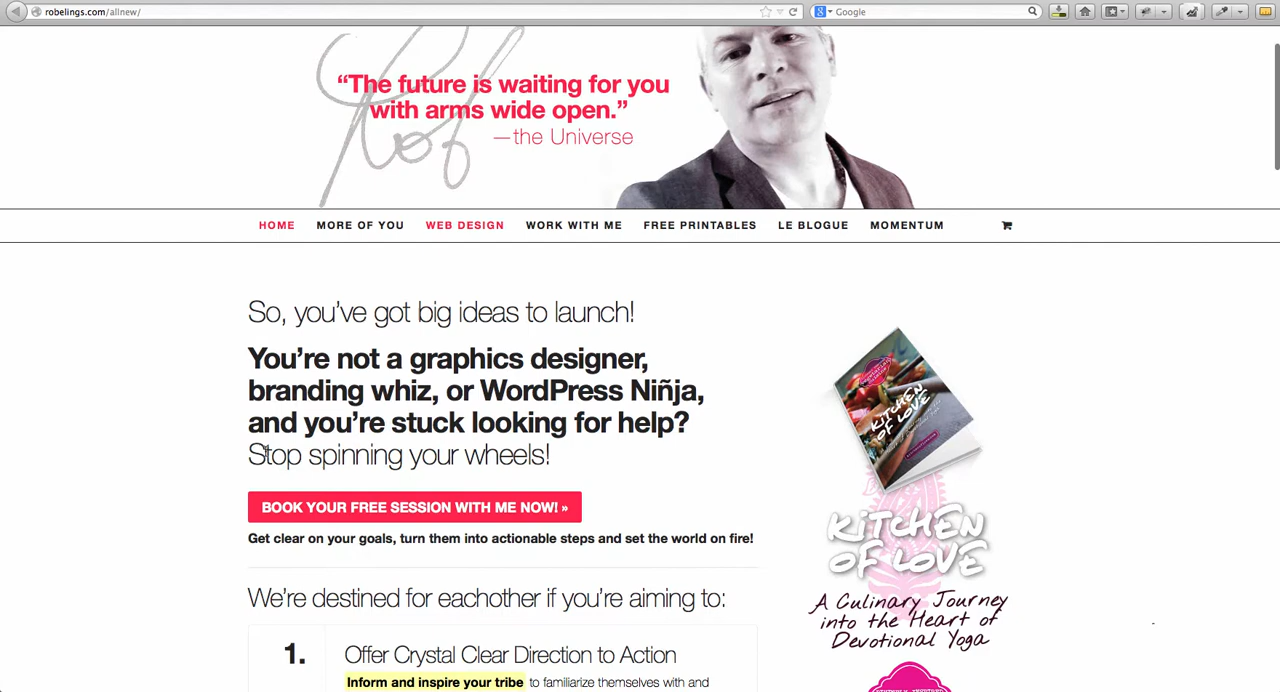 robelings.com/allnew/
Google
Rob
“The future is waiting for you
with arms wide open.”
—the Universe
HOME MORE OF YOU WEB DESIGN WORK WITH ME FREE PRINTABLES LE BLOGUE MOMENTUM
So, you’ve got big ideas to launch!
You’re not a graphics designer,
branding whiz, or WordPress Niñja,
and you’re stuck looking for help?
Stop spinning your wheels!
BOOK YOUR FREE SESSION WITH ME NOW! »
Get clear on your goals, turn them into actionable steps and set the world on fire!
We’re destined for eachother if you’re aiming to:
1. Offer Crystal Clear Direction to Action
Inform and inspire your tribe to familiarize themselves with and
KITCHEN
OF LOVE
KITCHEN
OF LOVE
A Culinary Journey
into the Heart of
Devotional Yoga